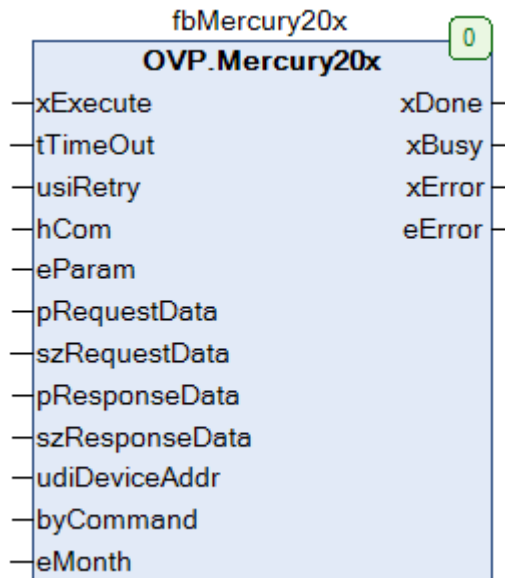 fbMercury20x
0
OVP.Mercury20x
xExecute xDone
tTimeOut xBusy
usiRetry xError
hCom eError
eParam
pRequestData
szRequestData
pResponseData
szResponseData
udiDeviceAddr
byCommand
eMonth